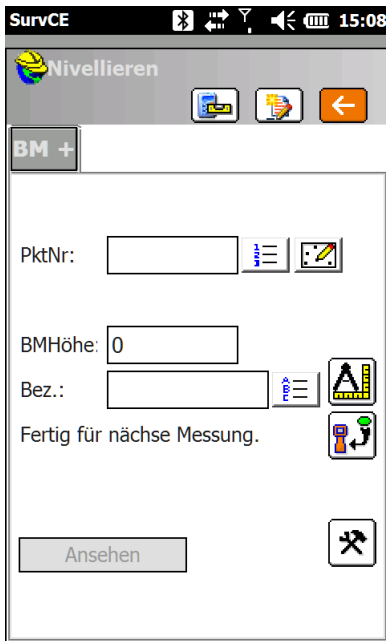 SurvCE 15:08
Nivellieren
BM +
PktNr:
BMHöhe: 0
Bez.:
Fertig für nächse Messung.
Ansehen